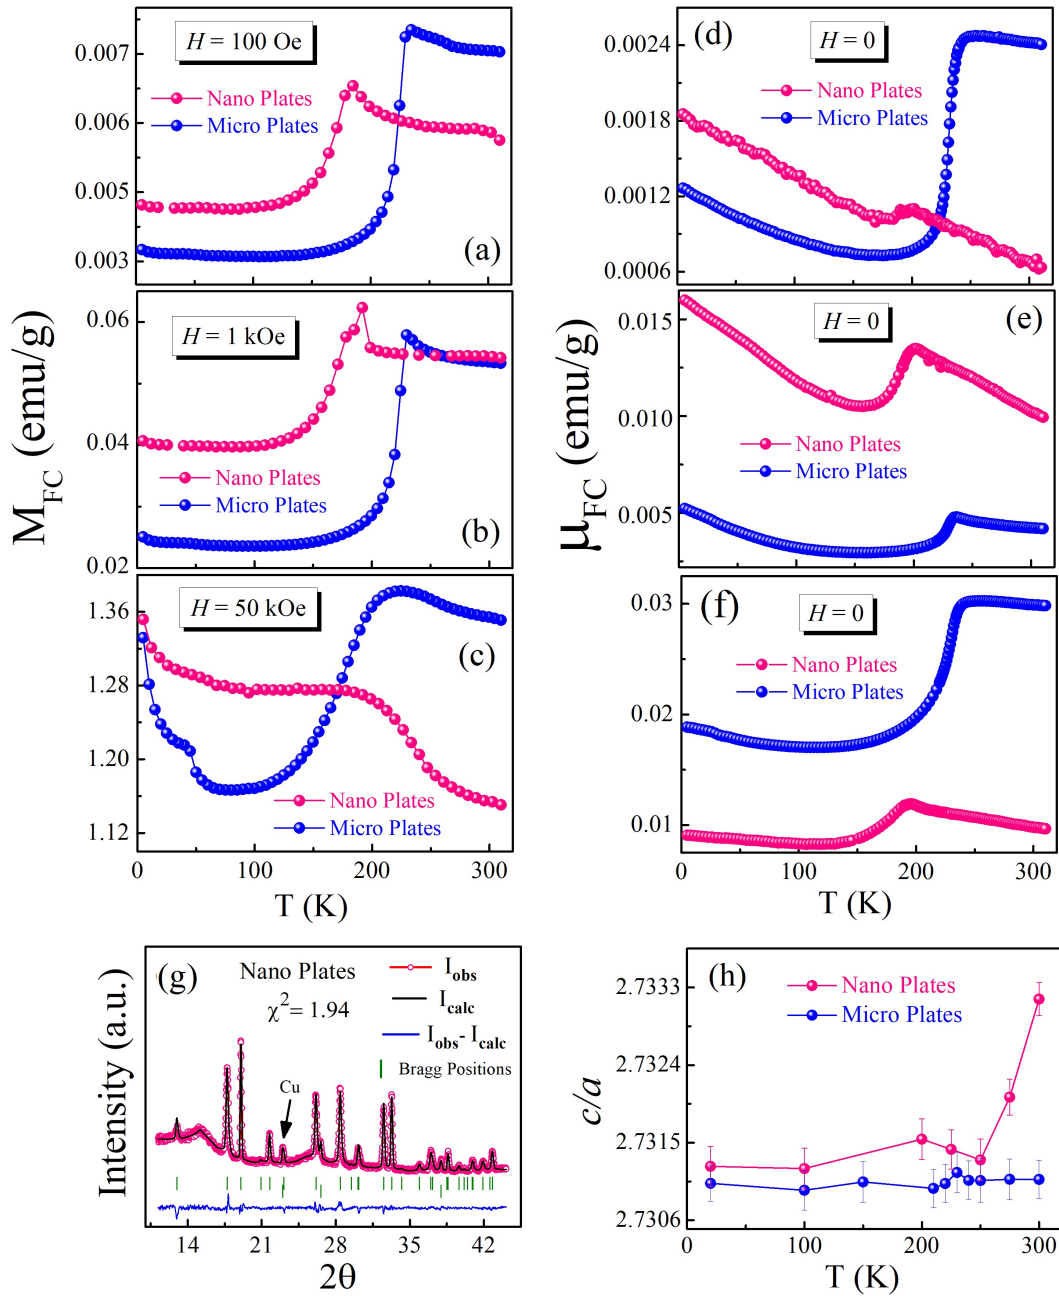 H = 100 Oe
Nano Plates
Micro Plates
0.007
0.006
0.005
0.003
(a)
H = 1 kOe
Nano Plates
Micro Plates
0.06
0.04
0.02
(b)
M_FC (emu/g)
H = 50 kOe
Nano Plates
Micro Plates
1.36
1.28
1.20
1.12
(c)
0 100 200 300
T (K)
(d)
H = 0
Nano Plates
Micro Plates
0.0024
0.0018
0.0012
0.0006
(e)
H = 0
Nano Plates
Micro Plates
0.015
0.010
0.005
μ_FC (emu/g)
(f)
H = 0
Nano Plates
Micro Plates
0.03
0.02
0.01
0 100 200 300
T (K)
(g)
Nano Plates
χ²= 1.94
I_obs
I_calc
I_obs- I_calc
Bragg Positions
Cu
Intensity (a.u.)
14 21 28 35 42
2θ
(h)
Nano Plates
Micro Plates
c/a
2.7333
2.7324
2.7315
2.7306
0 100 200 300
T (K)